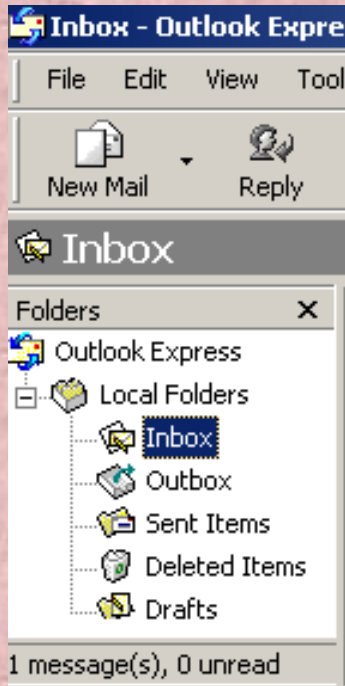 Inbox - Outlook Expre
File Edit View Tool
New Mail Reply
Inbox
Folders
Outlook Express
Local Folders
Inbox
Outbox
Sent Items
Deleted Items
Drafts
1 message(s), 0 unread